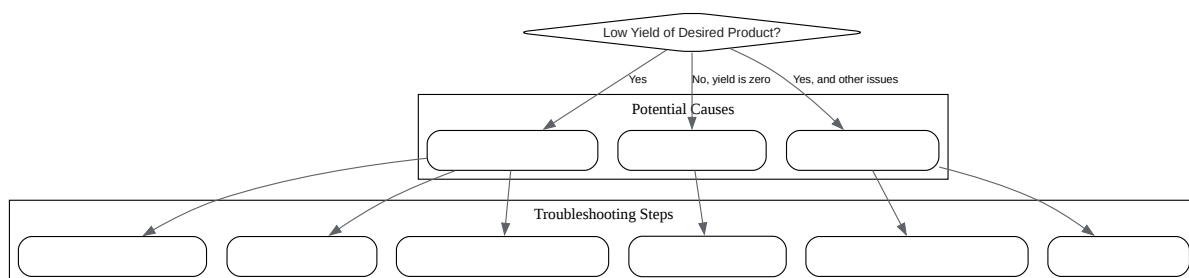 Low Yield of Desired Product?
Yes
No, yield is zero
Yes, and other issues
Potential Causes
Troubleshooting Steps